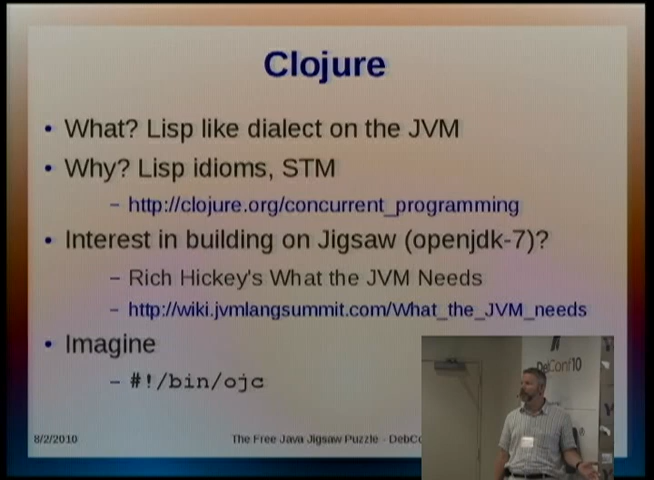 Clojure
• What? Lisp like dialect on the JVM
• Why? Lisp idioms, STM
– http://clojure.org/concurrent_programming
• Interest in building on Jigsaw (openjdk-7)?
– Rich Hickey's What the JVM Needs
– http://wiki.jvmlangsummit.com/What_the_JVM_needs
• Imagine
– #!/bin/ojc
DebConf10
8/2/2010
The Free Java Jigsaw Puzzle - DebCo